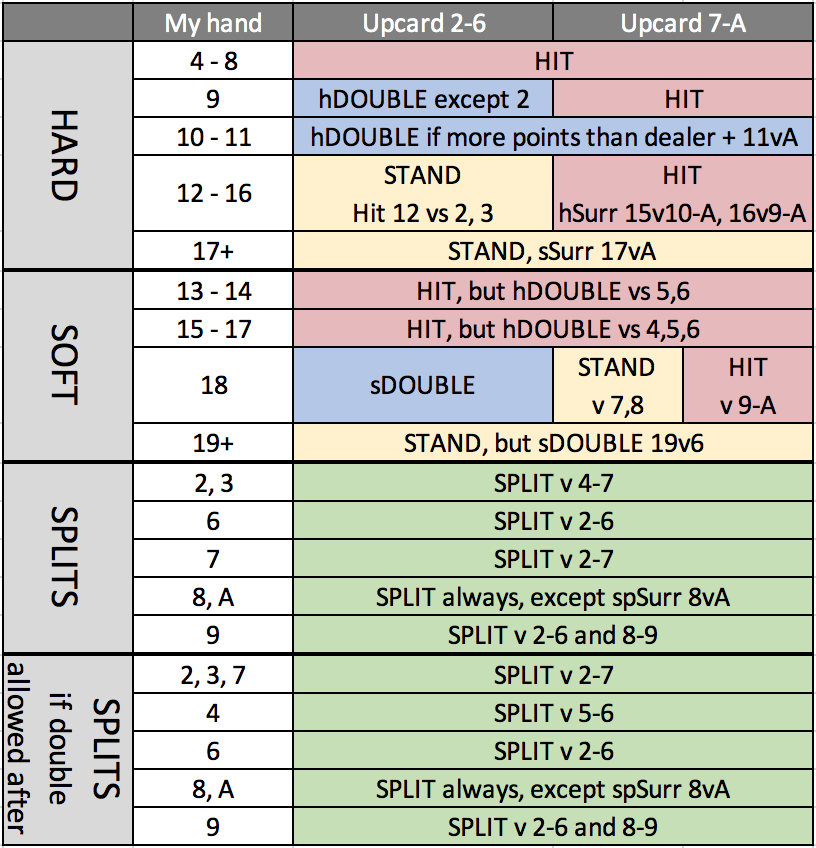 My hand Upcard 2-6 Upcard 7-A
HARD
4 - 8 HIT
9 hDOUBLE except 2 HIT
10 - 11 hDOUBLE if more points than dealer + 11vA
12 - 16 STAND HIT
Hit 12 vs 2, 3 hSurr 15v10-A, 16v9-A
17+ STAND, sSurr 17vA
SOFT
13 - 14 HIT, but hDOUBLE vs 5,6
15 - 17 HIT, but hDOUBLE vs 4,5,6
18 sDOUBLE STAND HIT
v 7,8 v 9-A
19+ STAND, but sDOUBLE 19v6
SPLITS
2, 3 SPLIT v 4-7
6 SPLIT v 2-6
7 SPLIT v 2-7
8, A SPLIT always, except spSurr 8vA
9 SPLIT v 2-6 and 8-9
SPLITS
if double
allowed after
2, 3, 7 SPLIT v 2-7
4 SPLIT v 5-6
6 SPLIT v 2-6
8, A SPLIT always, except spSurr 8vA
9 SPLIT v 2-6 and 8-9